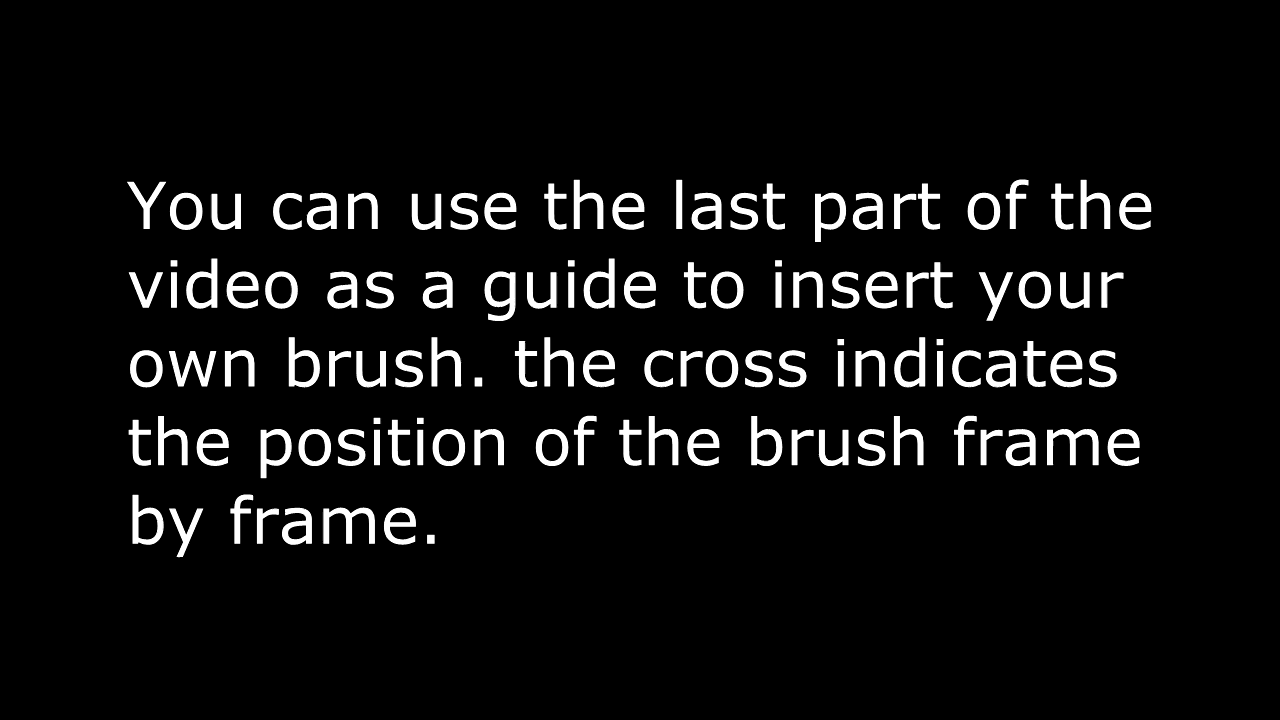 You can use the last part of the
video as a guide to insert your
own brush. the cross indicates
the position of the brush frame
by frame.